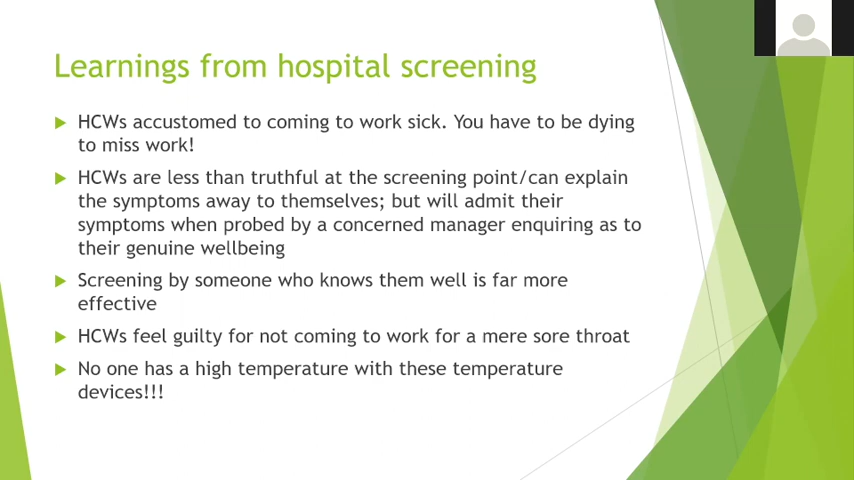 Learnings from hospital screening
HCWs accustomed to coming to work sick. You have to be dying
to miss work!
HCWs are less than truthful at the screening point/can explain
the symptoms away to themselves; but will admit their
symptoms when probed by a concerned manager enquiring as to
their genuine wellbeing
Screening by someone who knows them well is far more
effective
HCWs feel guilty for not coming to work for a mere sore throat
No one has a high temperature with these temperature
devices!!!